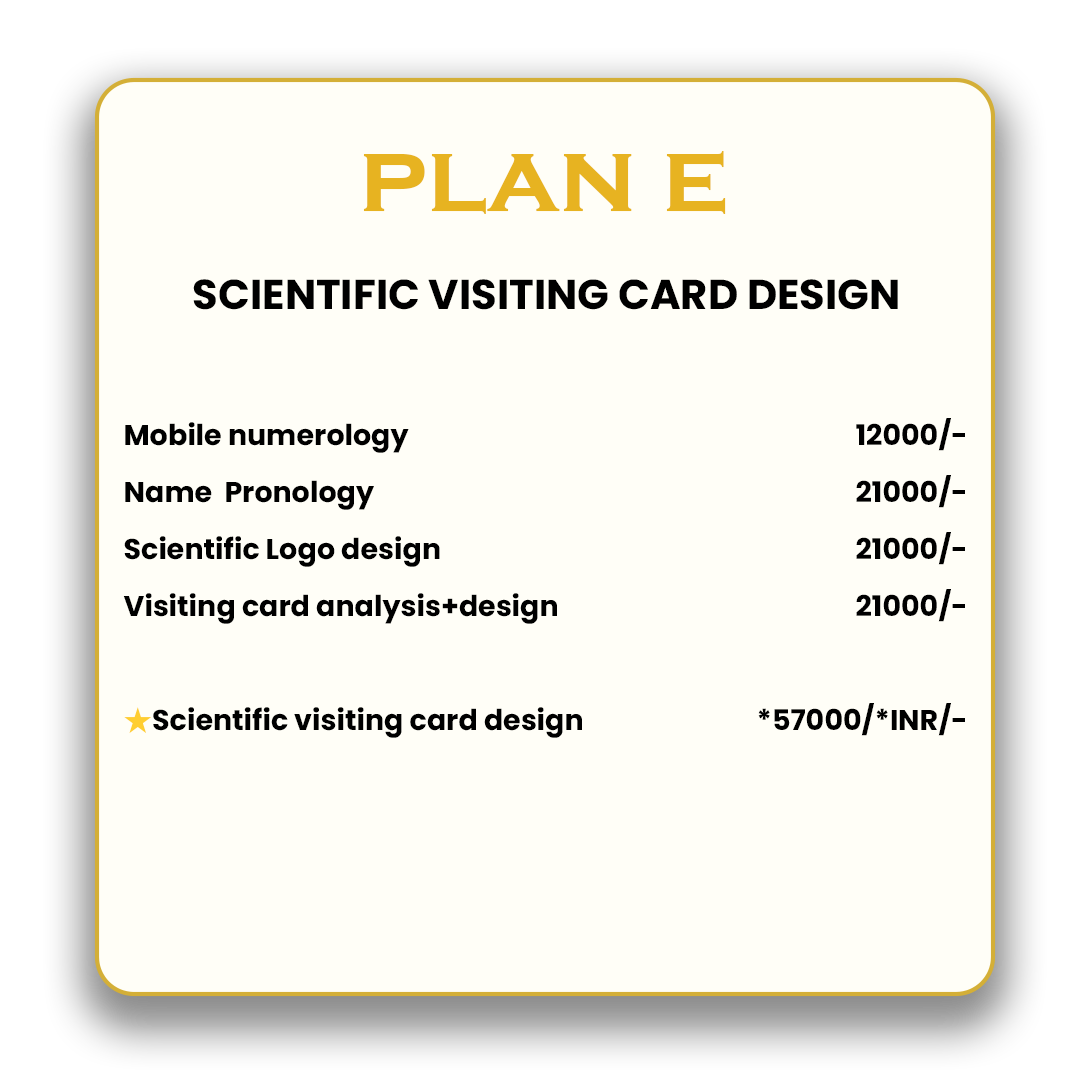 PLAN E
SCIENTIFIC VISITING CARD DESIGN
Mobile numerology 12000/-
Name Pronology 21000/-
Scientific Logo design 21000/-
Visiting card analysis+design 21000/-
⭐Scientific visiting card design *57000/*INR/-